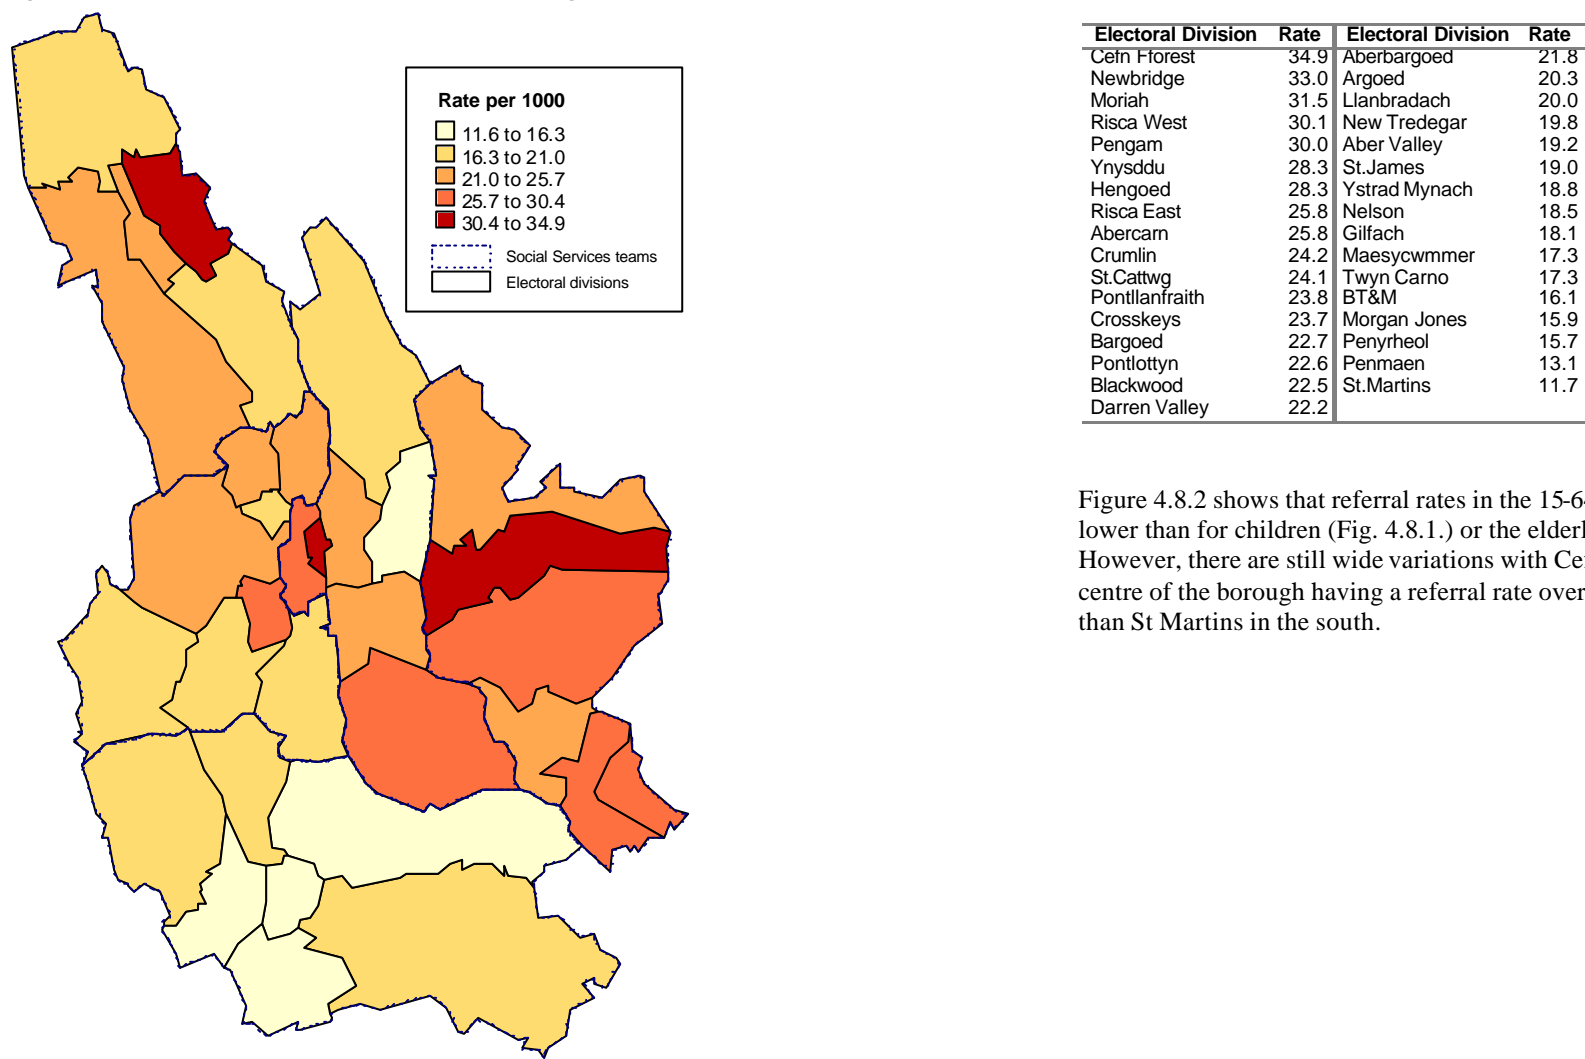 Rate per 1000
11.6 to 16.3
16.3 to 21.0
21.0 to 25.7
25.7 to 30.4
30.4 to 34.9
Social Services teams
Electoral divisions
Electoral Division Rate Electoral Division Rate
Cefn Fforest 34.9 Aberbargoed 21.8
Newbridge 33.0 Argoed 20.3
Moriah 31.5 Llanbradach 20.0
Risca West 30.1 New Tredegar 19.8
Pengam 30.0 Aber Valley 19.2
Ynysddu 28.3 St.James 19.0
Hengoed 28.3 Ystrad Mynach 18.8
Risca East 25.8 Nelson 18.5
Abercarn 25.8 Gilfach 18.1
Crumlin 24.2 Maesycwmmer 17.3
St.Cattwg 24.1 Twyn Carno 17.3
Pontllanfraith 23.8 BT&M 16.1
Crosskeys 23.7 Morgan Jones 15.9
Bargoed 22.7 Penyrheol 15.7
Pontlottyn 22.6 Penmaen 13.1
Blackwood 22.5 St.Martins 11.7
Darren Valley 22.2
Figure 4.8.2 shows that referral rates in the 15-6
lower than for children (Fig. 4.8.1.) or the elderl
However, there are still wide variations with Ce
centre of the borough having a referral rate over
than St Martins in the south.